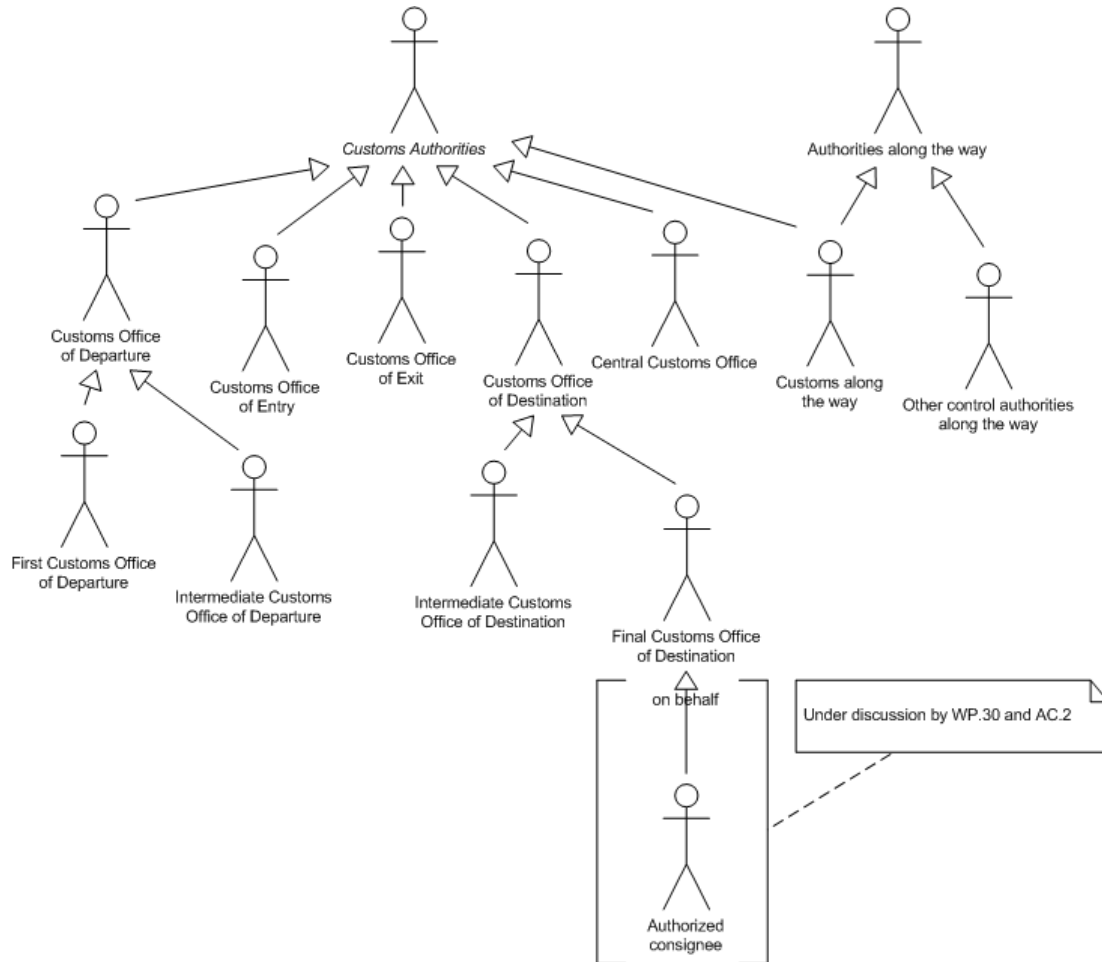 Customs Authorities
Authorities along the way
Customs Office
of Departure
Customs Office
of Entry
Customs Office
of Exit
Customs Office
of Destination
Central Customs Office
Customs along
the way
Other control authorities
along the way
First Customs Office
of Departure
Intermediate Customs
Office of Departure
Intermediate Customs
Office of Destination
Final Customs Office
of Destination
on behalf
Under discussion by WP.30 and AC.2
Authorized
consignee